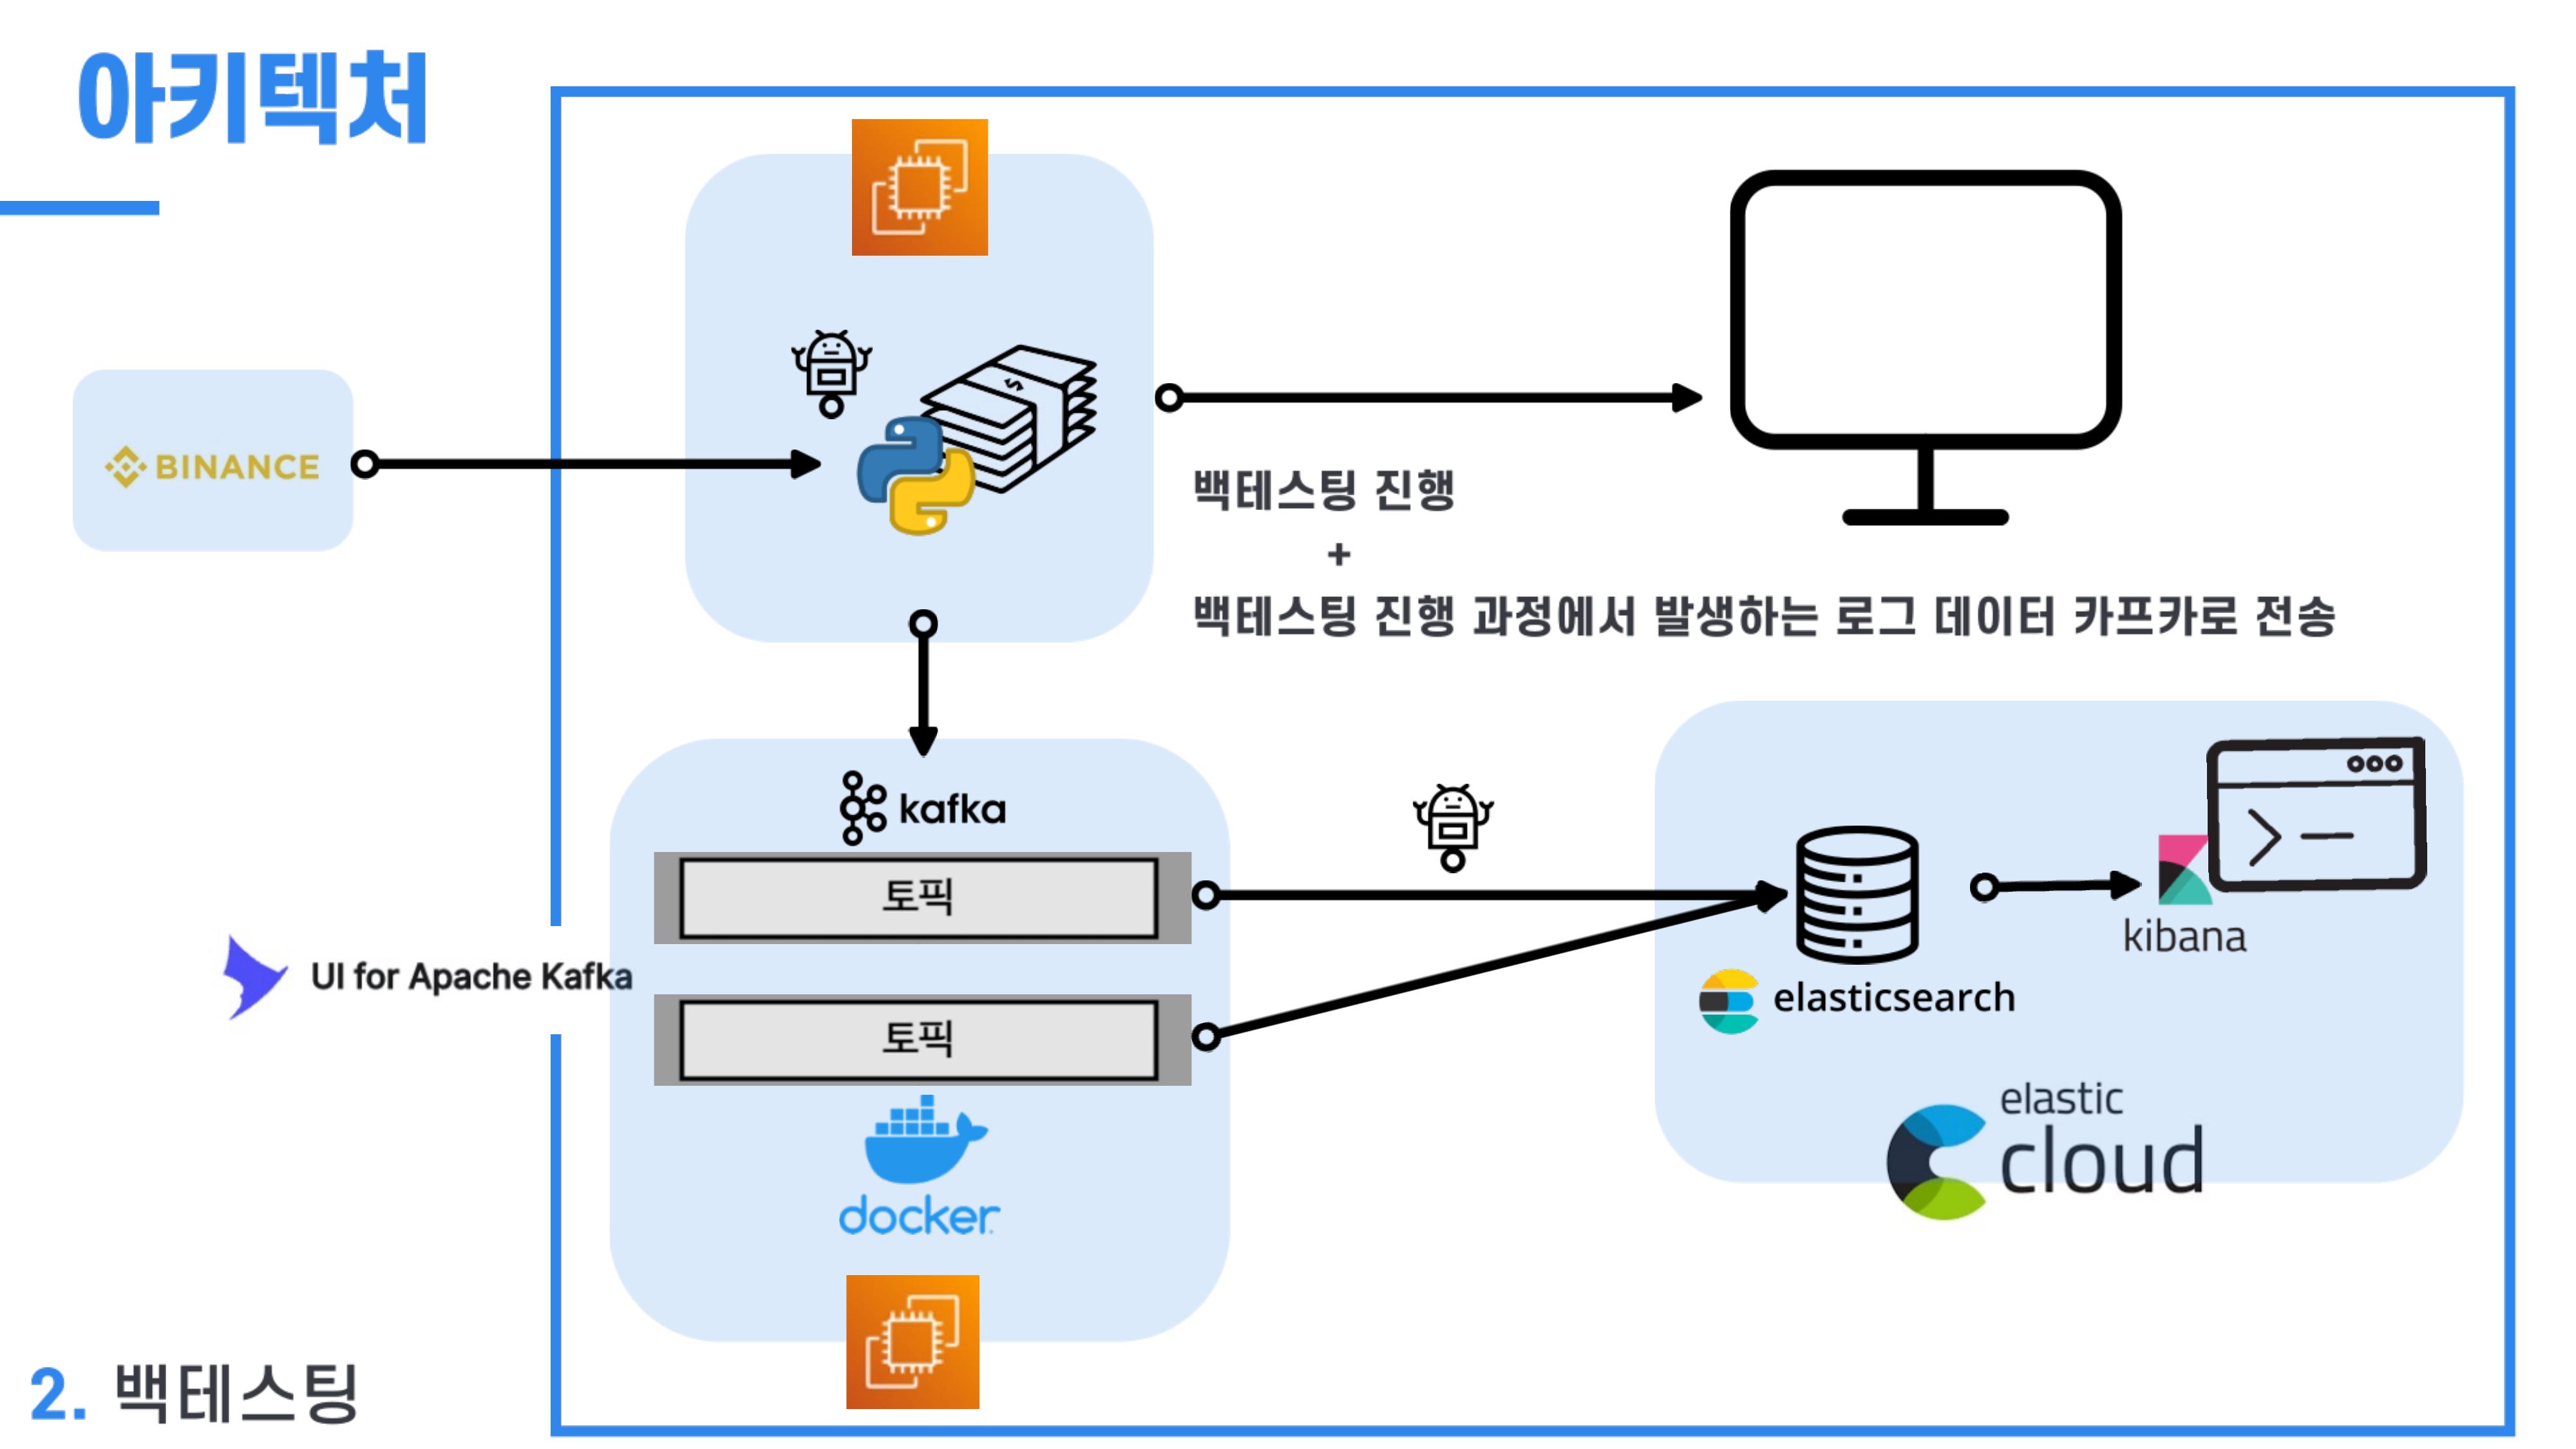 아키텍처
BINANCE
백테스팅 진행
+
백테스팅 진행 과정에서 발생하는 로그 데이터 카프카로 전송
kafka
토픽
UI for Apache Kafka
토픽
docker
elasticsearch
kibana
elastic
cloud
2. 백테스팅